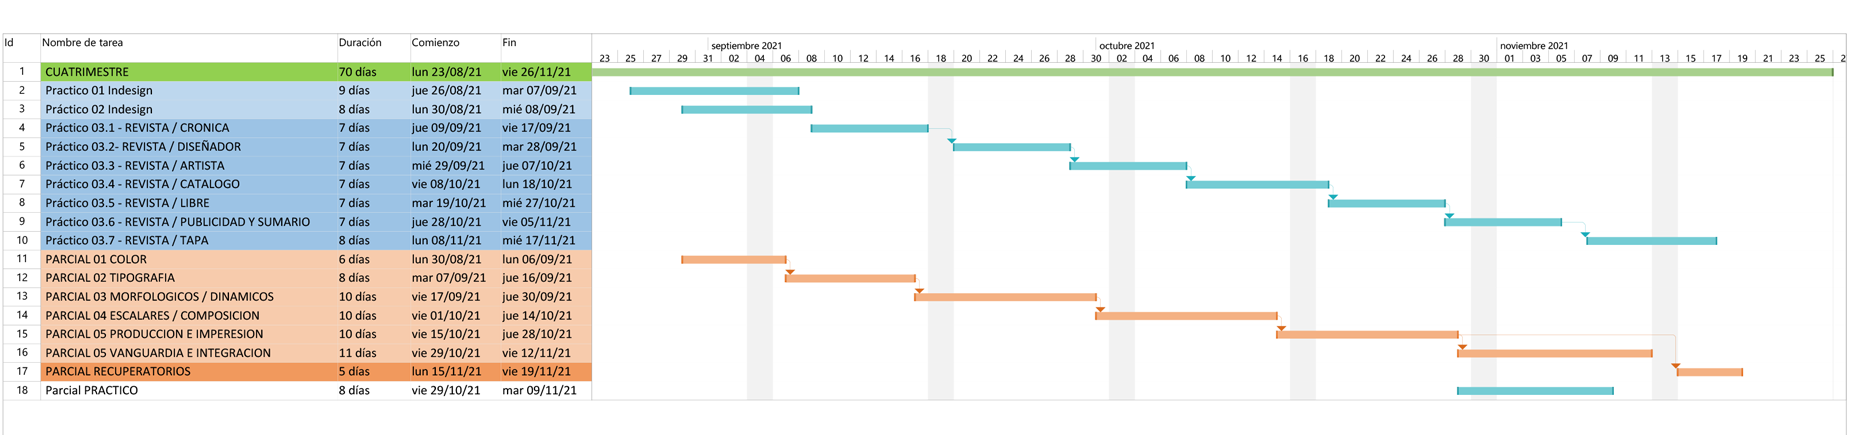 Id Nombre de tarea Duración Comienzo Fin
septiembre 2021 octubre 2021 noviembre 2021
23 25 27 29 31 02 04 06 08 10 12 14 16 18 20 22 24 26 28 30 02 04 06 08 10 12 14 16 18 20 22 24 26 28 30 01 03 05 07 09 11 13 15 17 19 21 23 25 2
1 CUATRIMESTRE 70 días lun 23/08/21 vie 26/11/21
2 Practico 01 Indesign 9 días jue 26/08/21 mar 07/09/21
3 Práctico 02 Indesign 8 días lun 30/08/21 mié 08/09/21
4 Práctico 03.1 - REVISTA / CRONICA 7 días jue 09/09/21 vie 17/09/21
5 Práctico 03.2- REVISTA / DISEÑADOR 7 días lun 20/09/21 mar 28/09/21
6 Práctico 03.3 - REVISTA / ARTISTA 7 días mié 29/09/21 jue 07/10/21
7 Práctico 03.4 - REVISTA / CATALOGO 7 días vie 08/10/21 lun 18/10/21
8 Práctico 03.5 - REVISTA / LIBRE 7 días mar 19/10/21 mié 27/10/21
9 Práctico 03.6 - REVISTA / PUBLICIDAD Y SUMARIO 7 días jue 28/10/21 vie 05/11/21
10 Práctico 03.7 - REVISTA / TAPA 8 días lun 08/11/21 mié 17/11/21
11 PARCIAL 01 COLOR 6 días lun 30/08/21 lun 06/09/21
12 PARCIAL 02 TIPOGRAFIA 8 días mar 07/09/21 jue 16/09/21
13 PARCIAL 03 MORFOLOGICOS / DINAMICOS 10 días vie 17/09/21 jue 30/09/21
14 PARCIAL 04 ESCALARES / COMPOSICION 10 días vie 01/10/21 jue 14/10/21
15 PARCIAL 05 PRODUCCION E IMPERESION 10 días vie 15/10/21 jue 28/10/21
16 PARCIAL 05 VANGUARDIA E INTEGRACION 11 días vie 29/10/21 vie 12/11/21
17 PARCIAL RECUPERATORIOS 5 días lun 15/11/21 vie 19/11/21
18 Parcial PRACTICO 8 días vie 29/10/21 mar 09/11/21